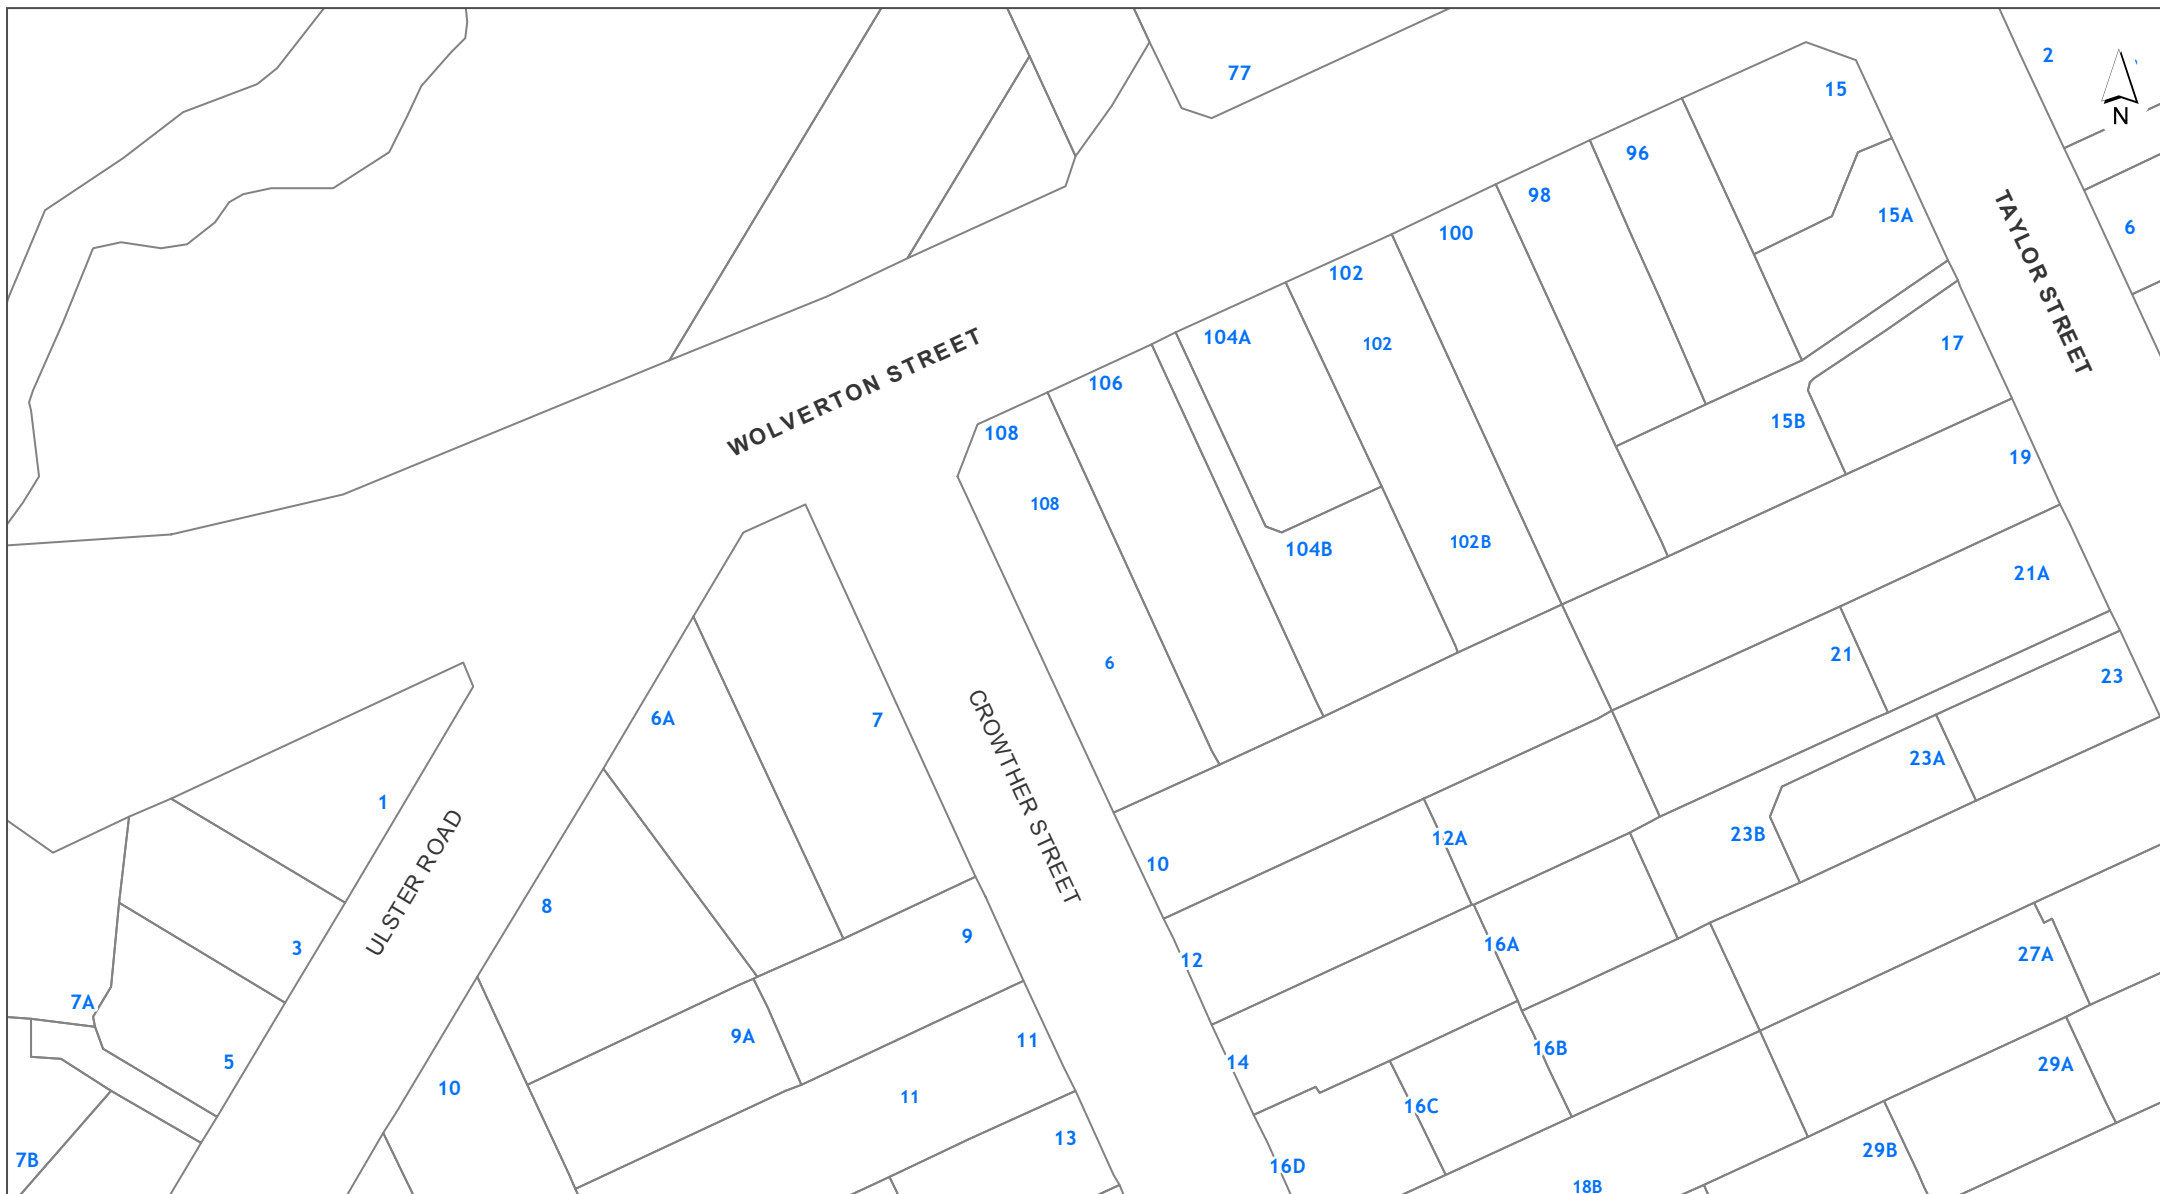 2
77
15
N
96
98
15A
6
100
TAYLOR STREET
102
104A
102
17
WOLVERTON STREET
106
15B
108
19
108
102B
104B
21A
21
6
23
6A
7
CROWTHER STREET
23A
1
23B
12A
ULSTER ROAD
10
8
9
16A
3
27A
12
7A
9A
11
16B
5
14
29A
10
11
16C
13
29B
7B
16D
18B